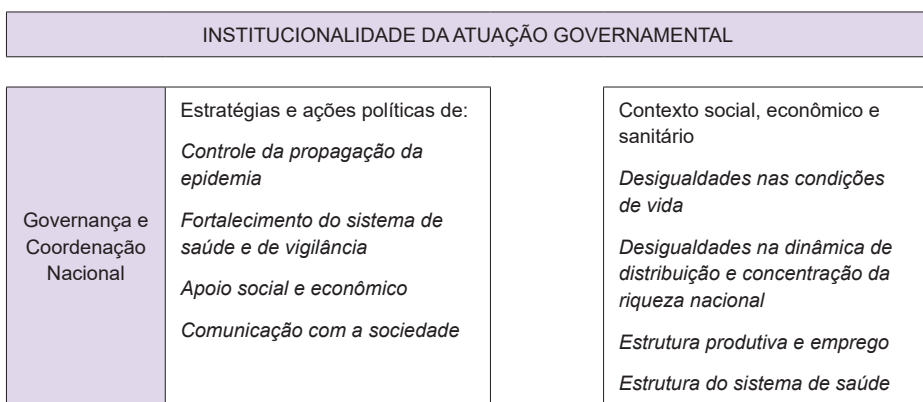 INSTITUCIONALIDADE DA ATUAÇÃO GOVERNAMENTAL
Governança e
Coordenação
Nacional
Estratégias e ações políticas de:
Controle da propagação da
epidemia
Fortalecimento do sistema de
saúde e de vigilância
Apoio social e econômico
Comunicação com a sociedade
Contexto social, econômico e
sanitário
Desigualdades nas condições
de vida
Desigualdades na dinâmica de
distribuição e concentração da
riqueza nacional
Estrutura produtiva e emprego
Estrutura do sistema de saúde